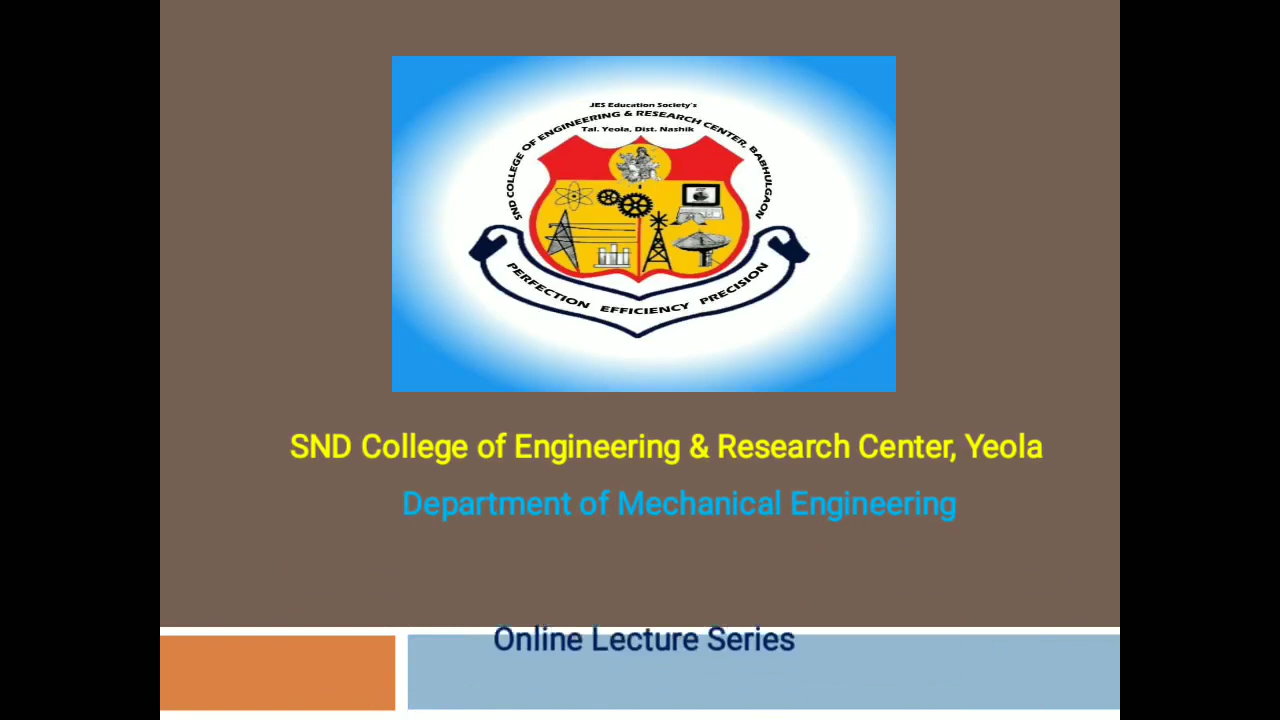 JES Education Society's
SND COLLEGE OF ENGINEERING & RESEARCH CENTER, BABHULGAON
Tal. Yeola, Dist. Nashik
PERFECTION EFFICIENCY PRECISION
SND College of Engineering & Research Center, Yeola
Department of Mechanical Engineering
Online Lecture Series